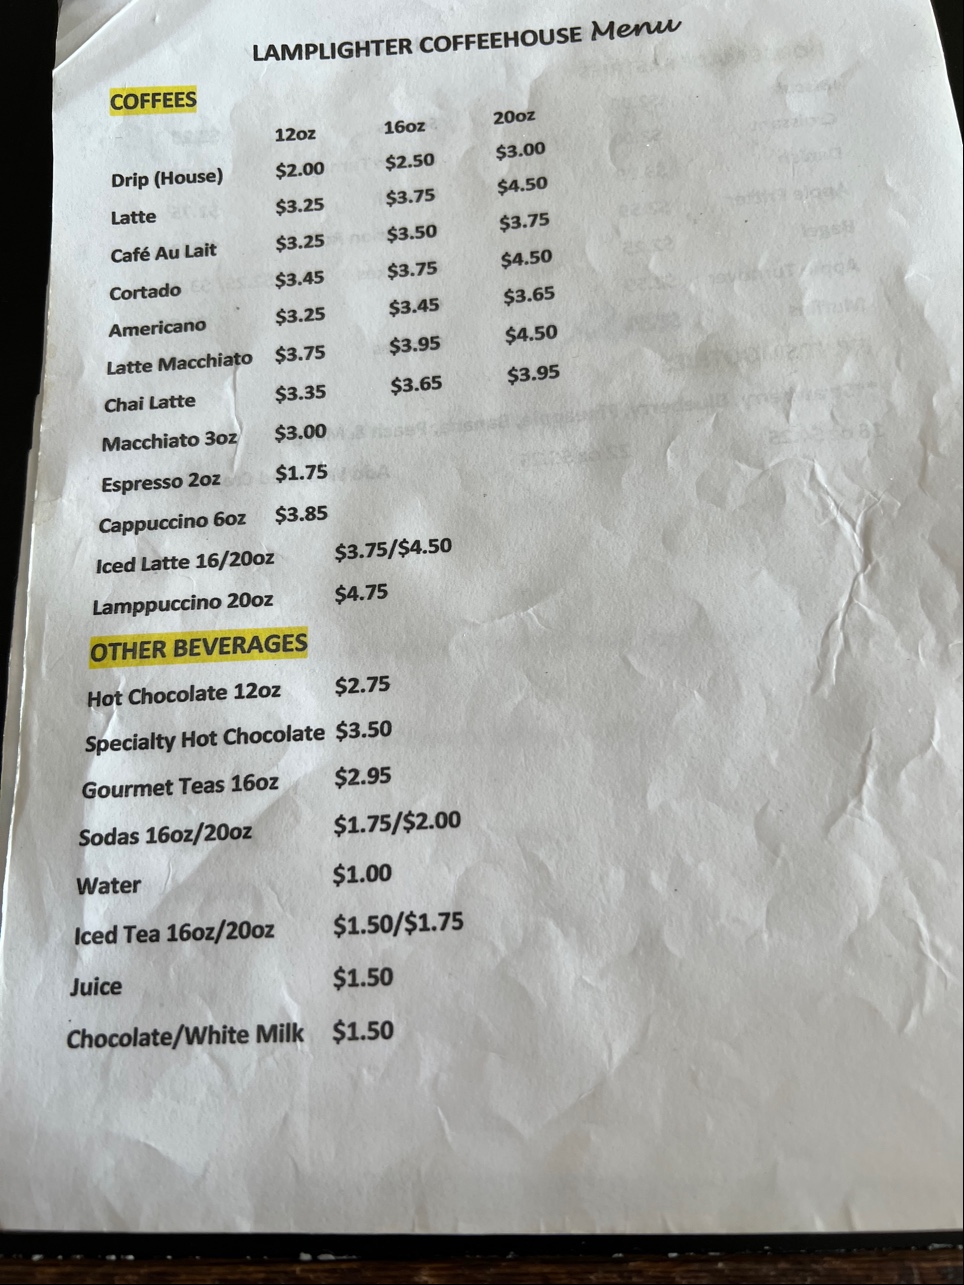 LAMPLIGHTER COFFEEHOUSE Menu
COFFEES
12oz 16oz 20oz
Drip (House) $2.00 $2.50 $3.00
Latte $3.25 $3.75 $4.50
Café Au Lait $3.25 $3.50 $3.75
Cortado $3.45 $3.75 $4.50
Americano $3.25 $3.45 $3.65
Latte Macchiato $3.75 $3.95 $4.50
Chai Latte $3.35 $3.65 $3.95
Macchiato 3oz $3.00
Espresso 2oz $1.75
Cappuccino 6oz $3.85
Iced Latte 16/20oz $3.75/$4.50
Lamppuccino 20oz $4.75
OTHER BEVERAGES
Hot Chocolate 12oz $2.75
Specialty Hot Chocolate $3.50
Gourmet Teas 16oz $2.95
Sodas 16oz/20oz $1.75/$2.00
Water $1.00
Iced Tea 16oz/20oz $1.50/$1.75
Juice $1.50
Chocolate/White Milk $1.50